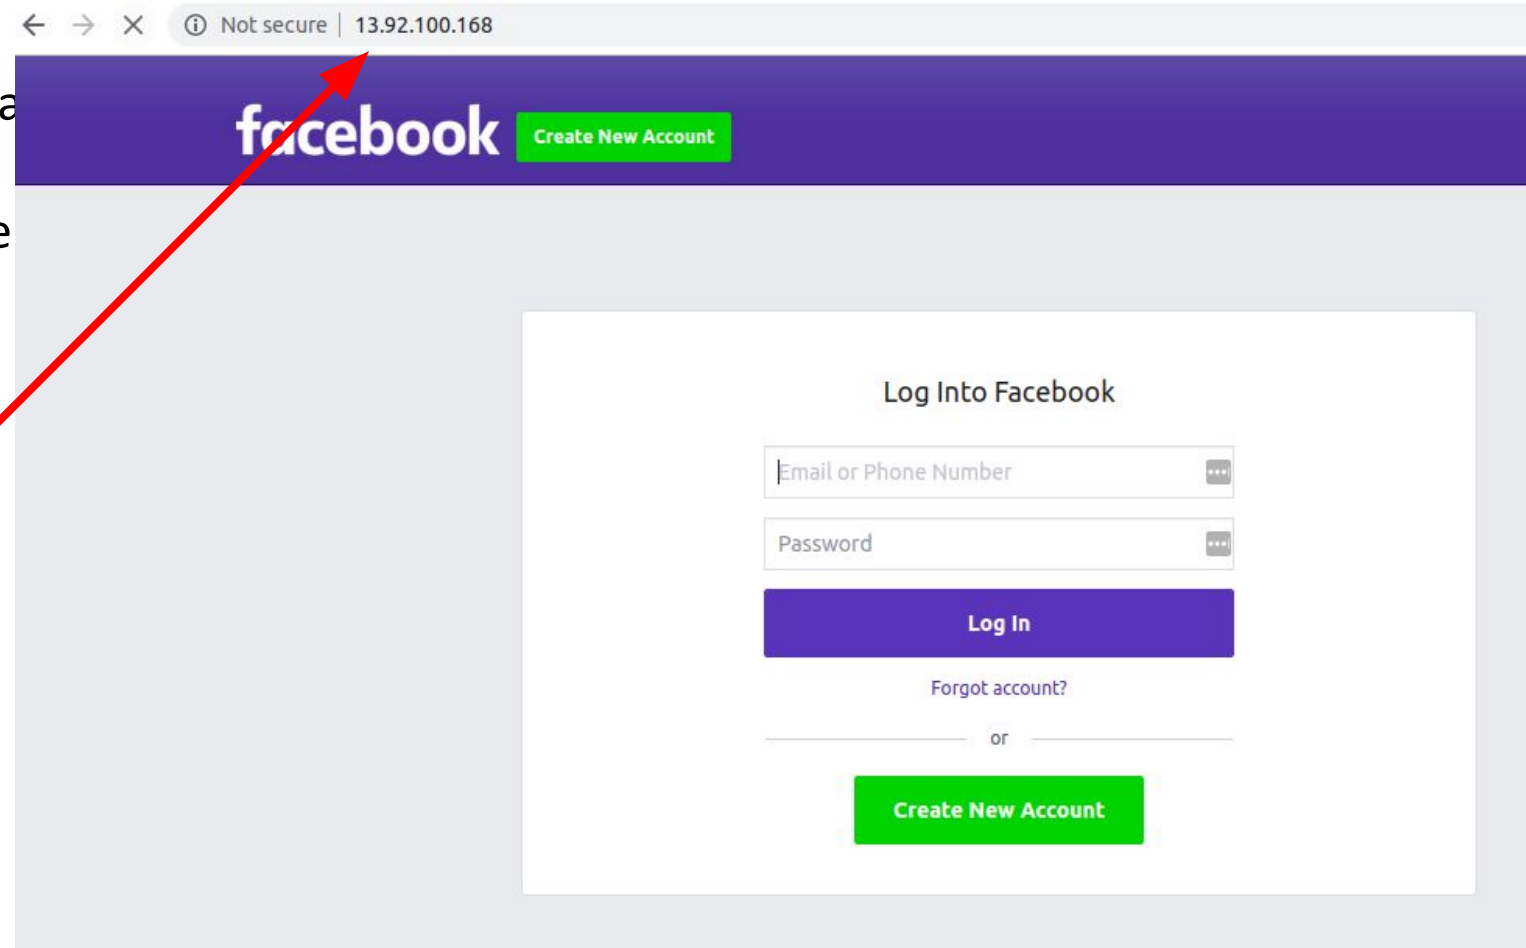 Not secure | 13.92.100.168
a
facebook Create New Account
e
Log Into Facebook
Email or Phone Number
Password
Log In
Forgot account?
or
Create New Account